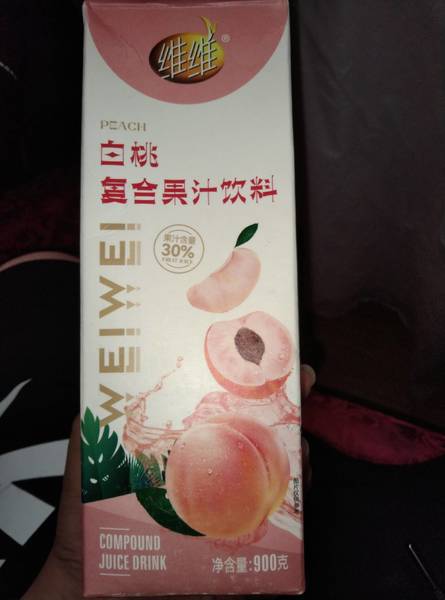 维维®
PEACH
白桃
复合果汁饮料
WEIWEI
果汁含量
30%
COMPOUND
JUICE DRINK
净含量:900克